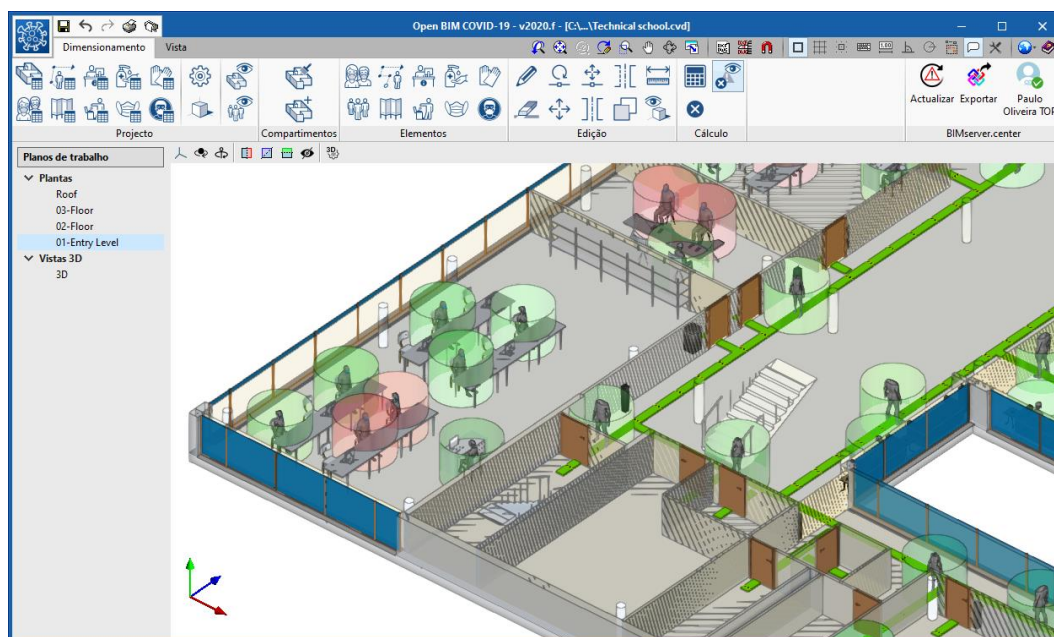 Open BIM COVID-19 - v2020.f - [C:\...\Technical school.cvd]
Dimensionamento Vista
Actualizar Exportar Paulo
Oliveira TOP
Projecto Compartimentos Elementos Edição Cálculo BIMserver.center
Planos de trabalho
Plantas
Roof
03-Floor
02-Floor
01-Entry Level
Vistas 3D
3D
3D